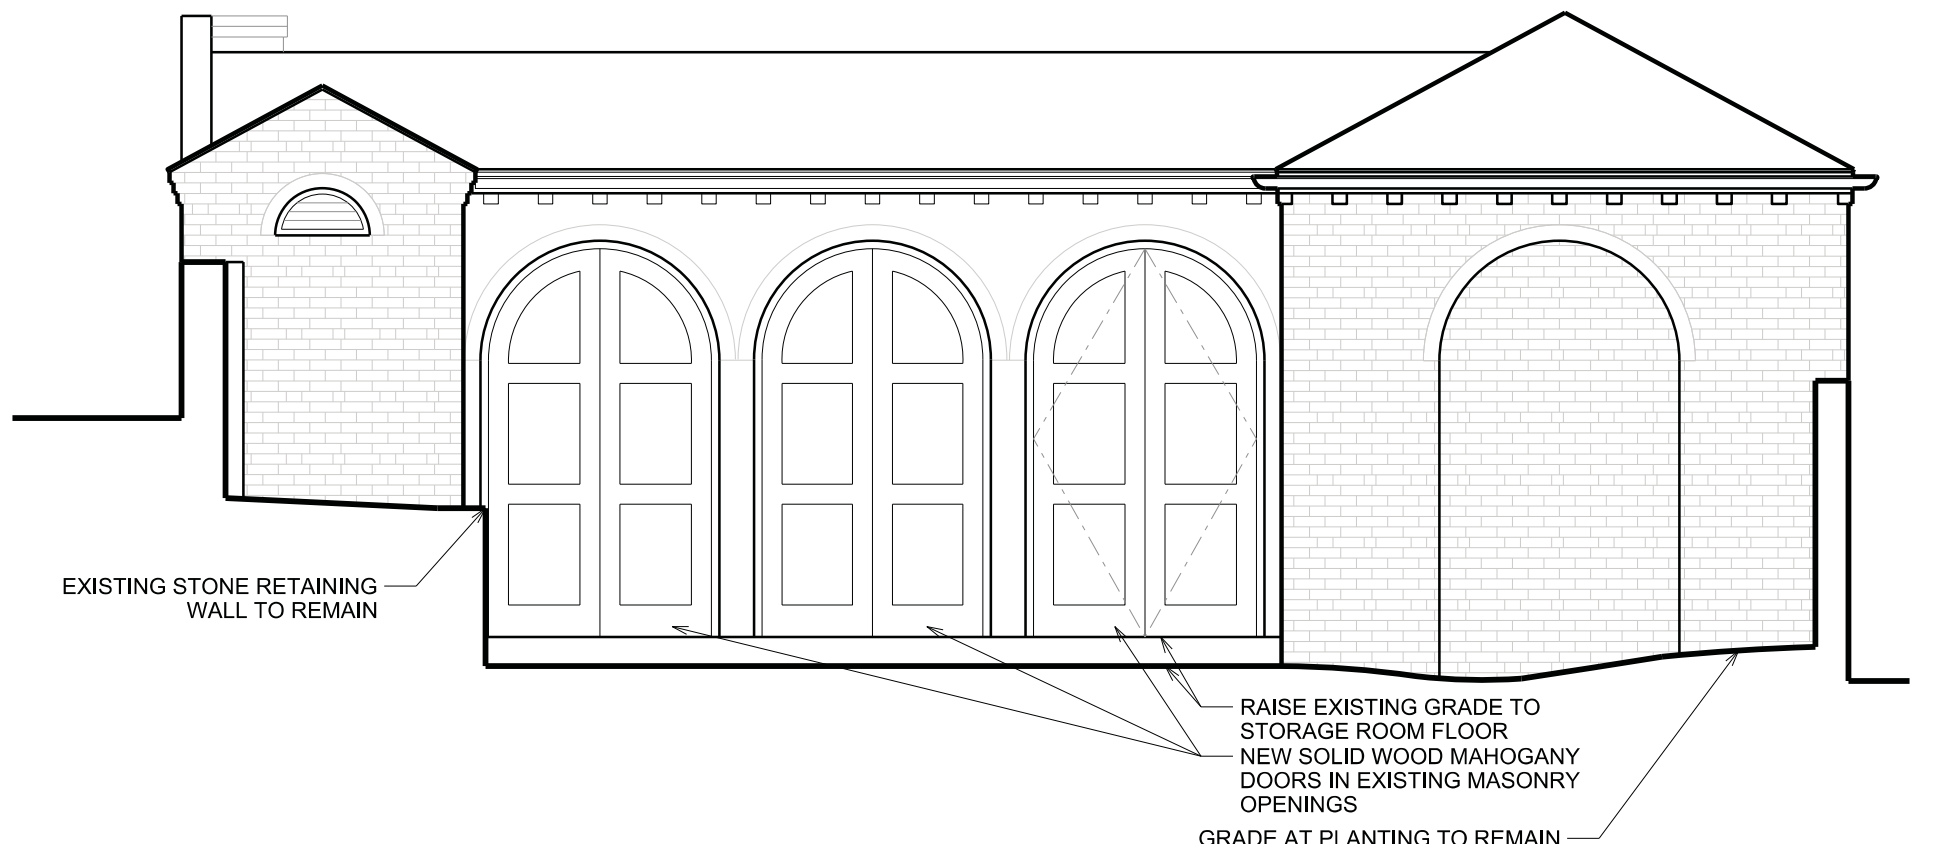 EXISTING STONE RETAINING
WALL TO REMAIN
RAISE EXISTING GRADE TO
STORAGE ROOM FLOOR
NEW SOLID WOOD MAHOGANY
DOORS IN EXISTING MASONRY
OPENINGS
GRADE AT PLANTING TO REMAIN